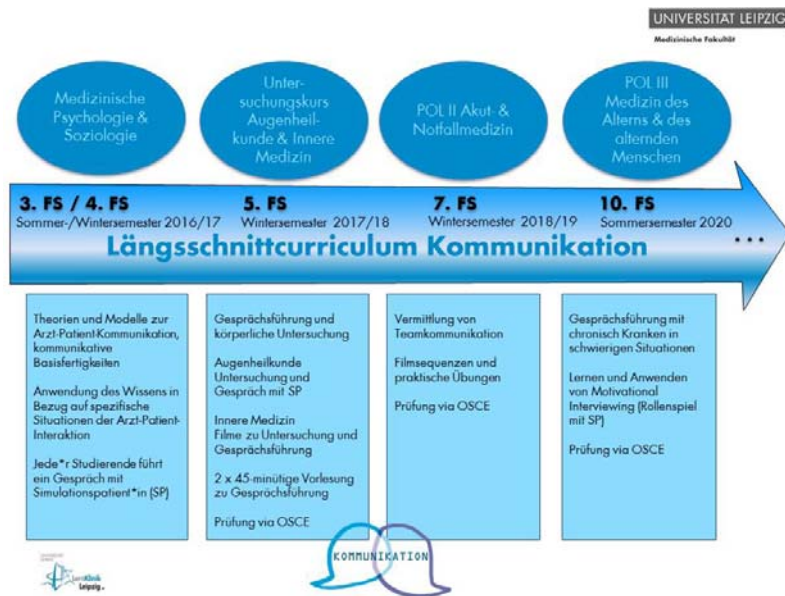 UNIVERSITÄT LEIPZIG
Medizinische Fakultät
Medizinische
Psychologie &
Soziologie
Unter-
suchungskurs
Augenheil-
kunde & Innere
Medizin
POL II Akut- &
Notfallmedizin
POL III
Medizin des
Alterns & des
alternden
Menschen
3. FS / 4. FS
Sommer-/Wintersemester 2016/17
5. FS
Wintersemester 2017/18
7. FS
Wintersemester 2018/19
10. FS
Sommersemester 2020
...
Längsschnittcurriculum Kommunikation
Theorien und Modelle zur
Arzt-Patient-Kommunikation,
kommunikative
Basisfertigkeiten
Anwendung des Wissens in
Bezug auf spezifische
Situationen der Arzt-Patient-
Interaktion
Jede*r Studierende führt
ein Gespräch mit
Simulationspatient*in (SP)
Gesprächsführung und
körperliche Untersuchung
Augenheilkunde
Untersuchung und
Gespräch mit SP
Innere Medizin
Filme zu Untersuchung und
Gesprächsführung
2 x 45-minütige Vorlesung
zu Gesprächsführung
Prüfung via OSCE
Vermittlung von
Teamkommunikation
Filmsequenzen und
praktische Übungen
Prüfung via OSCE
Gesprächsführung mit
chronisch Kranken in
schwierigen Situationen
Lernen und Anwenden
von Motivational
Interviewing (Rollenspiel
mit SP)
Prüfung via OSCE
KOMMUNIKATION
LernKlinik
Leipzig